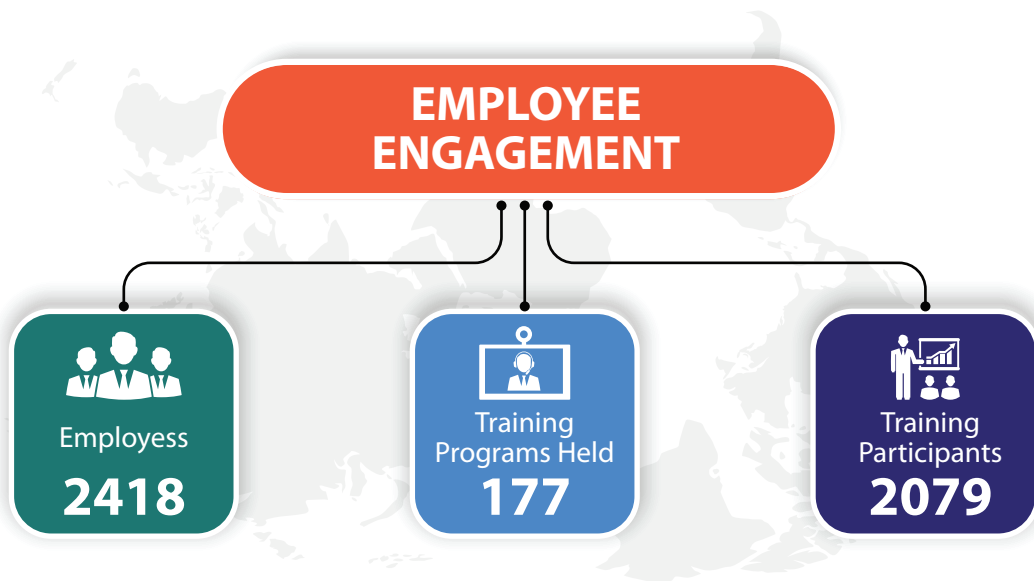 EMPLOYEE
ENGAGEMENT
Employess
2418
Training
Programs Held
177
Training
Participants
2079